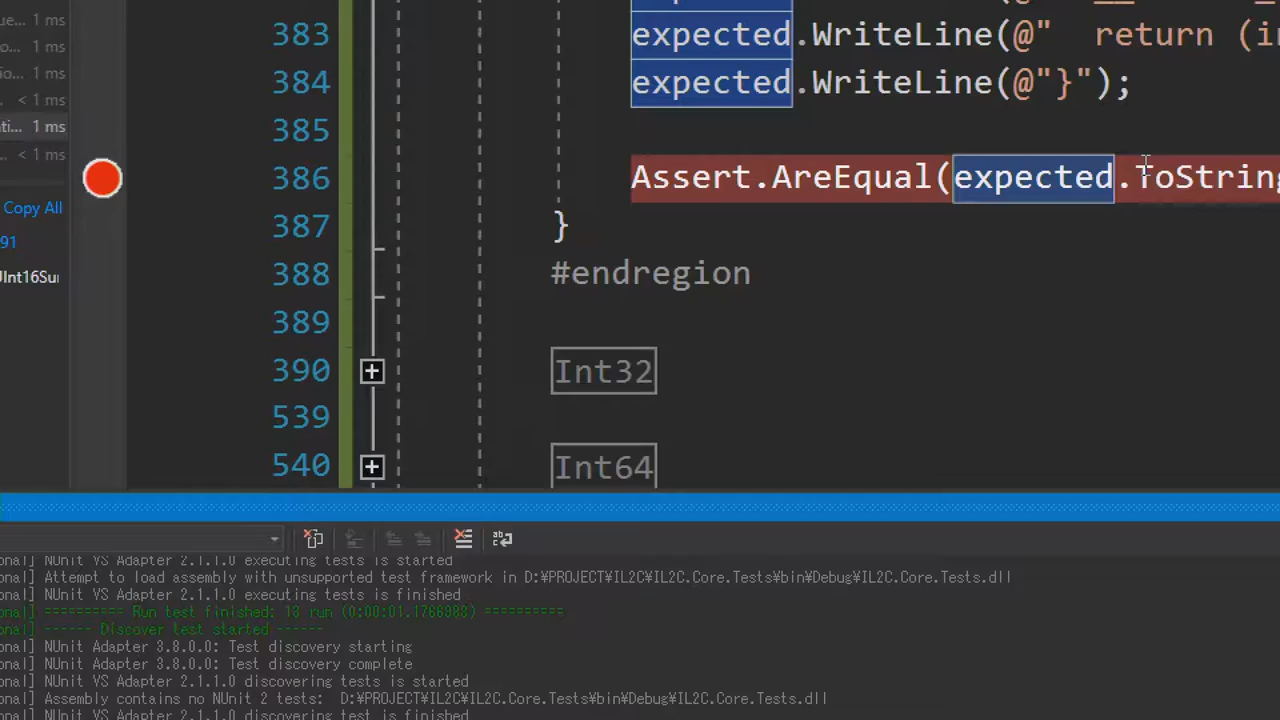 ue... 1 ms
o... 1 ms
io... 1 ms
... < 1 ms
ti... 1 ms
... < 1 ms
Copy All
91
383 expected.WriteLine(@"  return (i
384 expected.WriteLine(@"}");
385
386 Assert.AreEqual(expected.ToString
387 }
388 #endregion
389
390 Int32
539
540 Int64
onal] NUnit VS Adapter 2.1.1.0 executing tests is started
onal] Attempt to load assembly with unsupported test framework in D:¥PROJECT¥IL2C¥IL2C.Core.Tests¥bin¥Debug¥IL2C.Core.Tests.dll
onal] NUnit VS Adapter 2.1.1.0 executing tests is finished
onal] ========== Run test finished: 13 run (0:00:01.1766983) ==========
onal] ------ Discover test started ------
onal] NUnit Adapter 3.8.0.0: Test discovery starting
onal] NUnit Adapter 3.8.0.0: Test discovery complete
onal] NUnit VS Adapter 2.1.1.0 discovering tests is started
onal] Assembly contains no NUnit 2 tests:  D:¥PROJECT¥IL2C¥IL2C.Core.Tests¥bin¥Debug¥IL2C.Core.Tests.dll
onal] NUnit VS Adapter 2.1.1.0 discovering test is finished